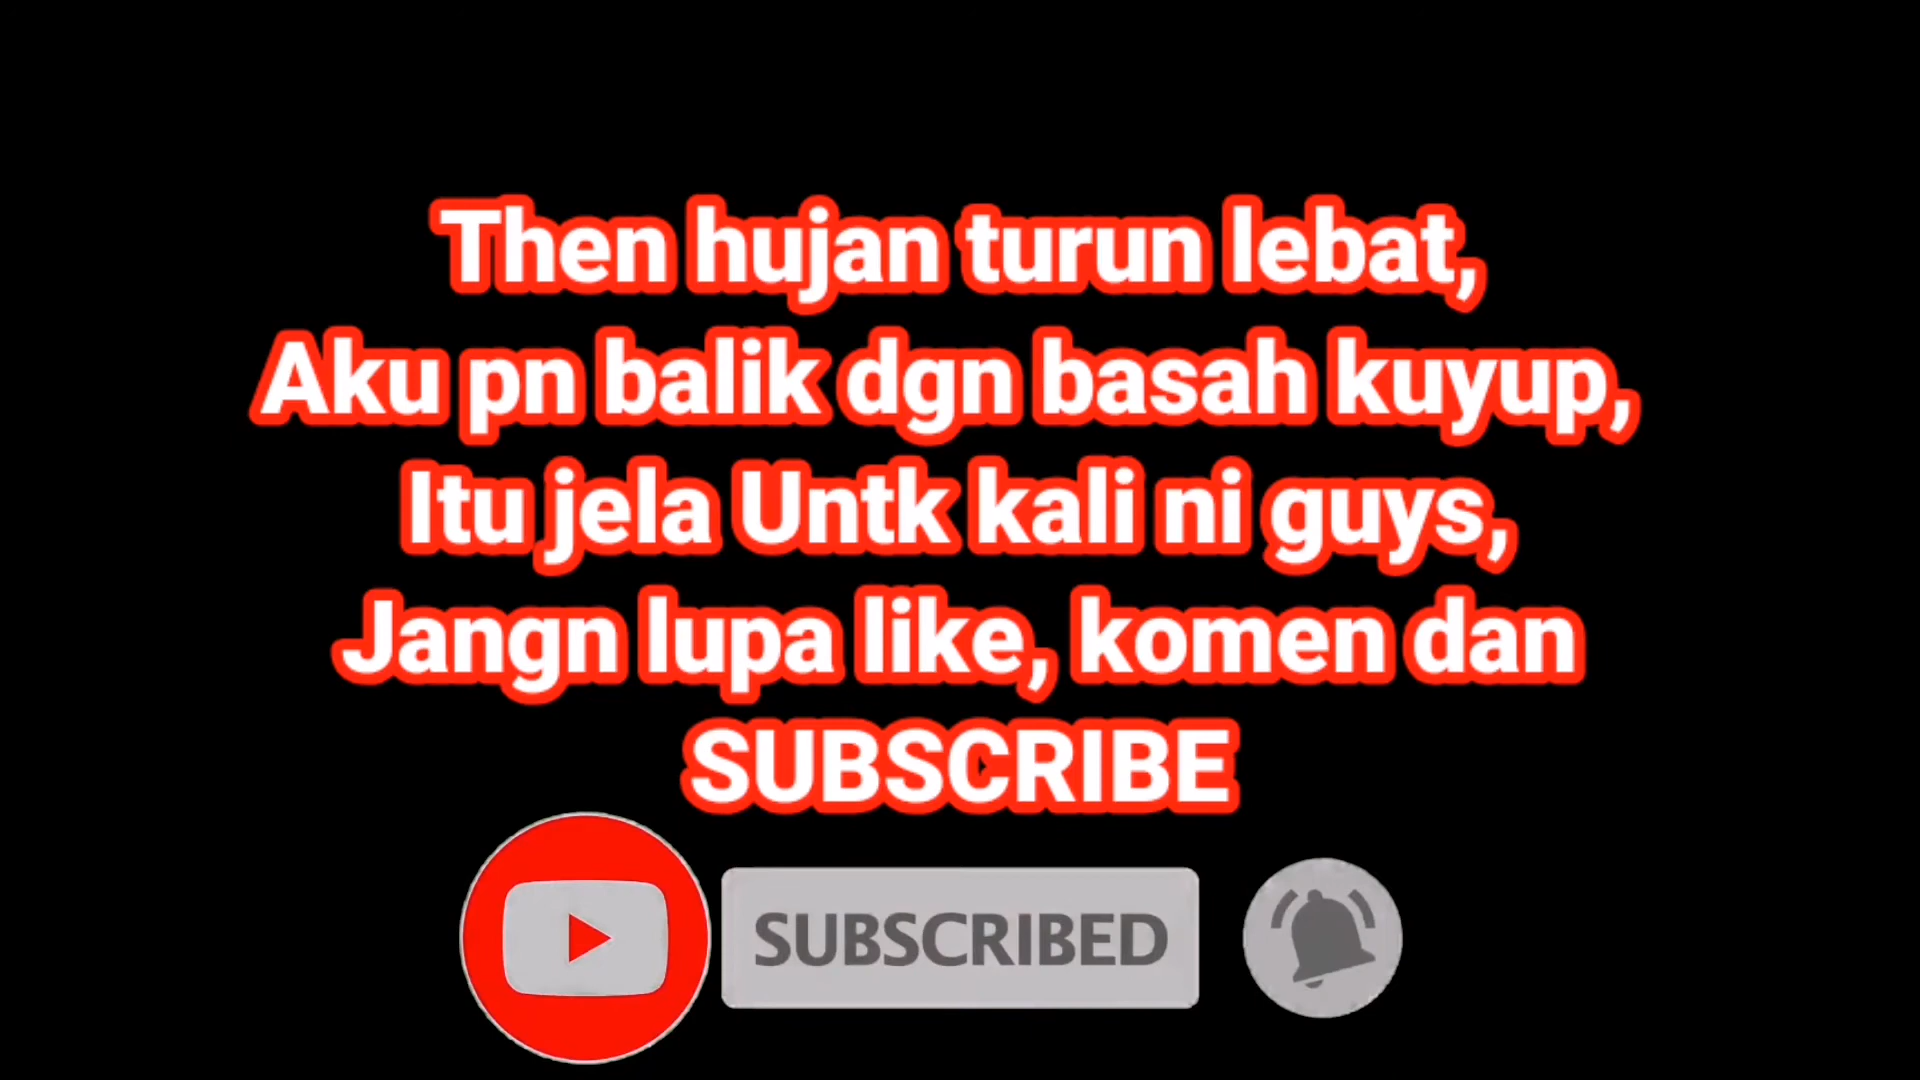 Then hujan turun lebat,
Aku pn balik dgn basah kuyup,
Itu jela Untk kali ni guys,
Jangn lupa like, komen dan
SUBSCRIBE
SUBSCRIBED